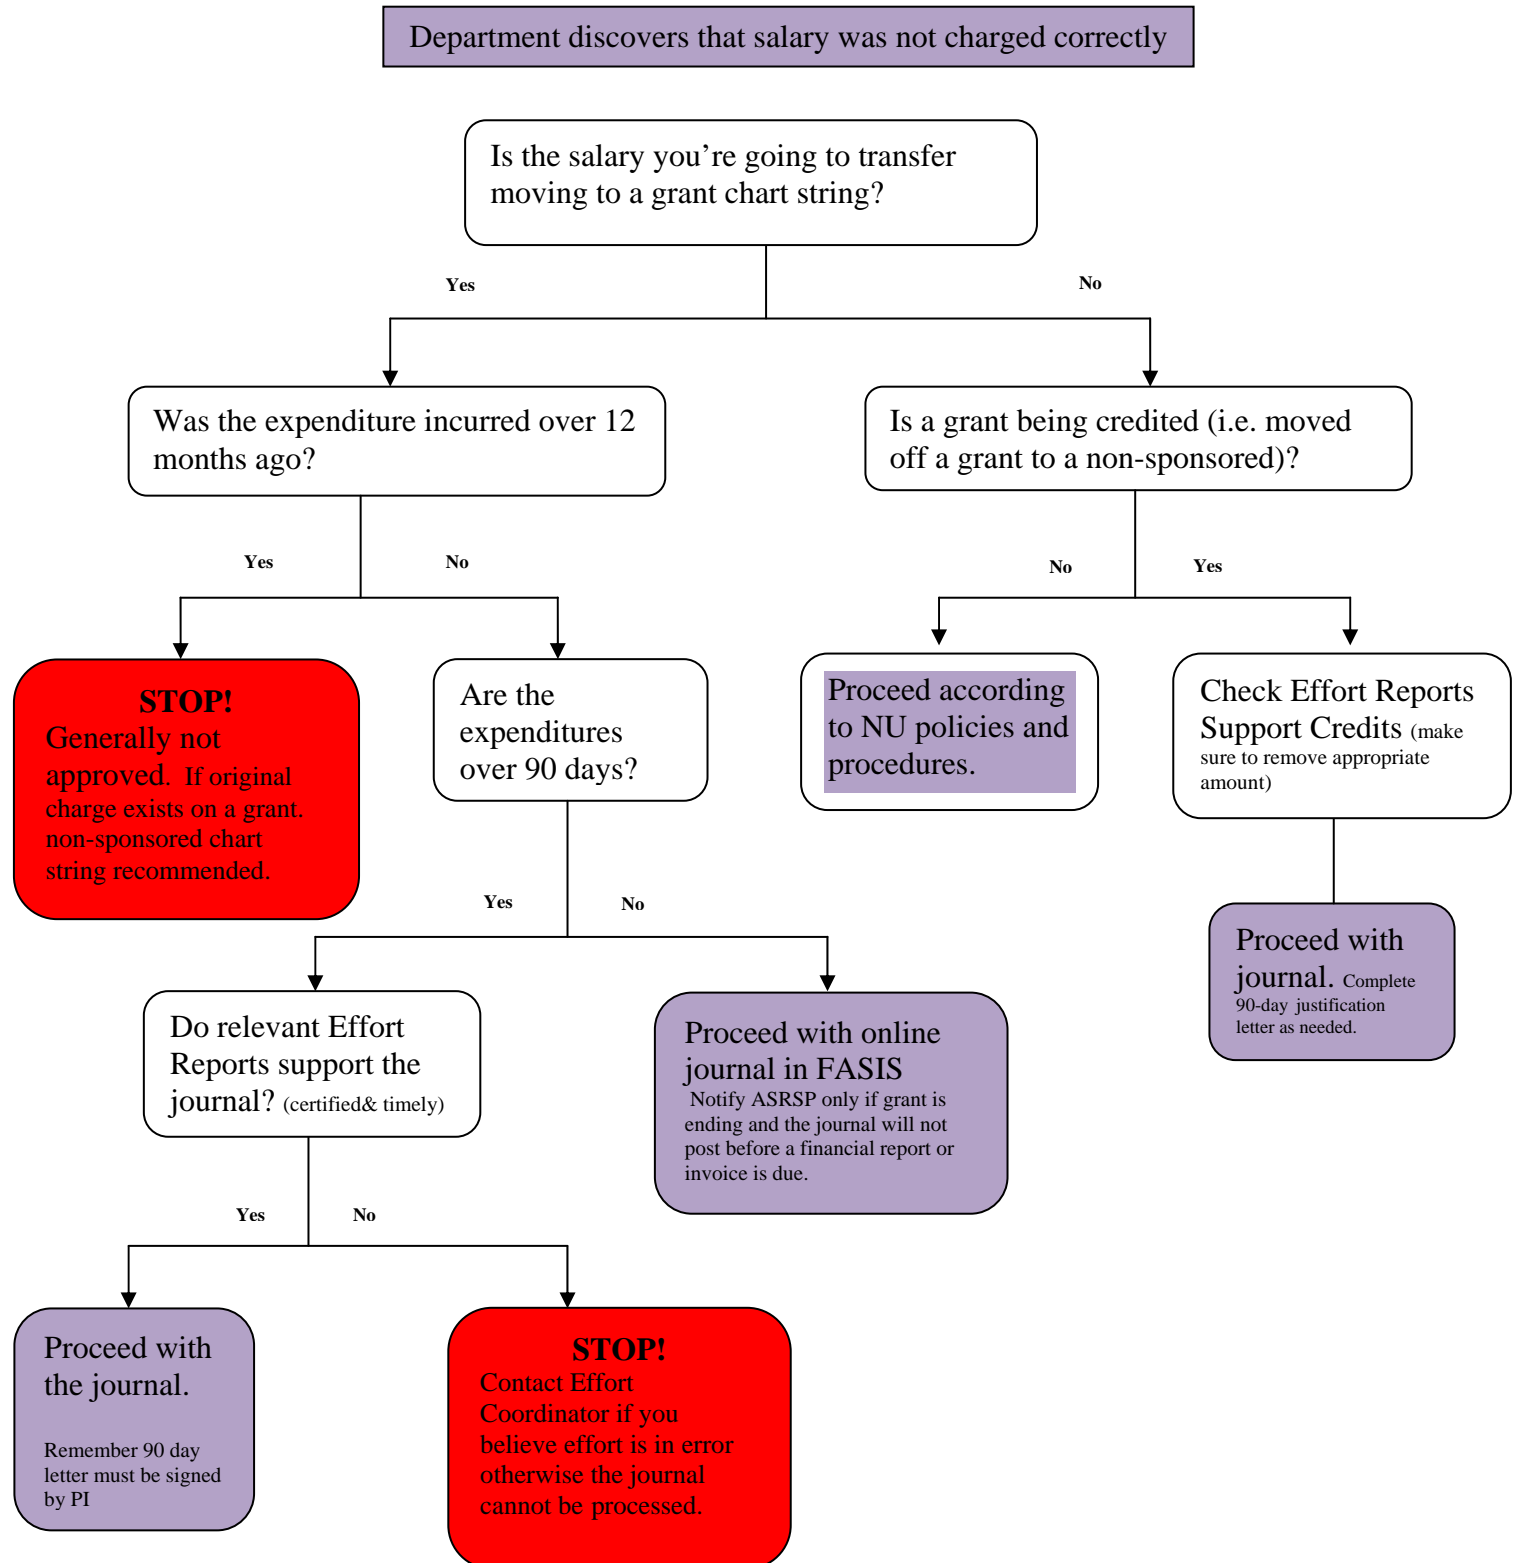 Department discovers that salary was not charged correctly
Is the salary you’re going to transfer
moving to a grant chart string?
Yes
No
Was the expenditure incurred over 12
months ago?
Is a grant being credited (i.e. moved
off a grant to a non-sponsored)?
Yes
No
No
Yes
STOP!
Generally not
approved. If original
charge exists on a grant.
non-sponsored chart
string recommended.
Are the
expenditures
over 90 days?
Proceed according
to NU policies and
procedures.
Check Effort Reports
Support Credits (make
sure to remove appropriate
amount)
Yes
No
Proceed with
journal. Complete
90-day justification
letter as needed.
Do relevant Effort
Reports support the
journal? (certified& timely)
Proceed with online
journal in FASIS
Notify ASRSP only if grant is
ending and the journal will not
post before a financial report or
invoice is due.
Yes
No
Proceed with
the journal.
Remember 90 day
letter must be signed
by PI
STOP!
Contact Effort
Coordinator if you
believe effort is in error
otherwise the journal
cannot be processed.